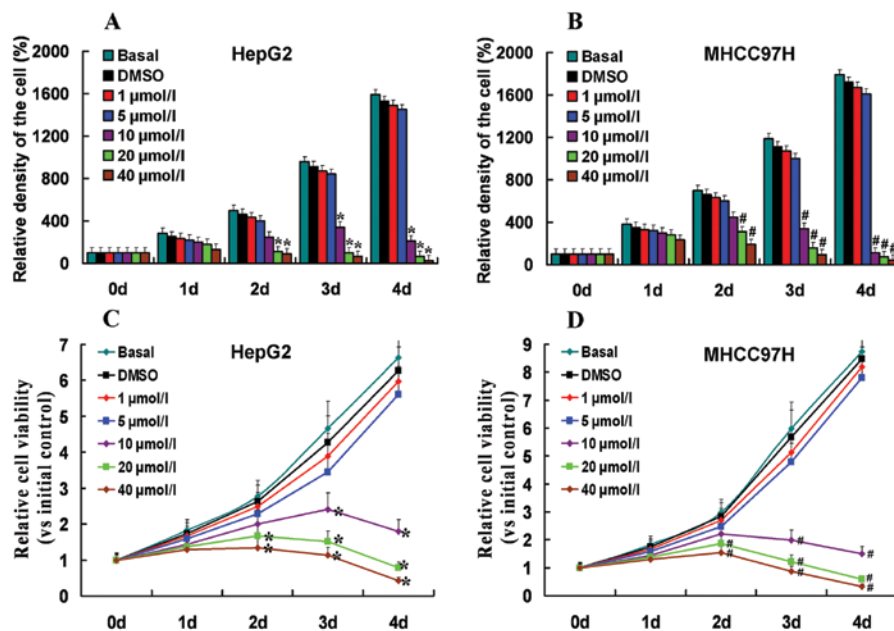 A
HepG2
Relative density of the cell (%)
2000
1600
1200
800
400
0
Basal
DMSO
1 µmol/l
5 µmol/l
10 µmol/l
20 µmol/l
40 µmol/l
* * * * * * * *
0d 1d 2d 3d 4d
B
MHCC97H
Relative density of the cell (%)
2000
1600
1200
800
400
0
Basal
DMSO
1 µmol/l
5 µmol/l
10 µmol/l
20 µmol/l
40 µmol/l
# # # # # # # #
0d 1d 2d 3d 4d
C
HepG2
Relative cell viability
(vs initial control)
7
6
5
4
3
2
1
0
Basal
DMSO
1 µmol/l
5 µmol/l
10 µmol/l
20 µmol/l
40 µmol/l
* * * * * * * *
0d 1d 2d 3d 4d
D
MHCC97H
Relative cell viability
(vs initial control)
9
8
7
6
5
4
3
2
1
0
Basal
DMSO
1 µmol/l
5 µmol/l
10 µmol/l
20 µmol/l
40 µmol/l
# # # # # # # #
0d 1d 2d 3d 4d